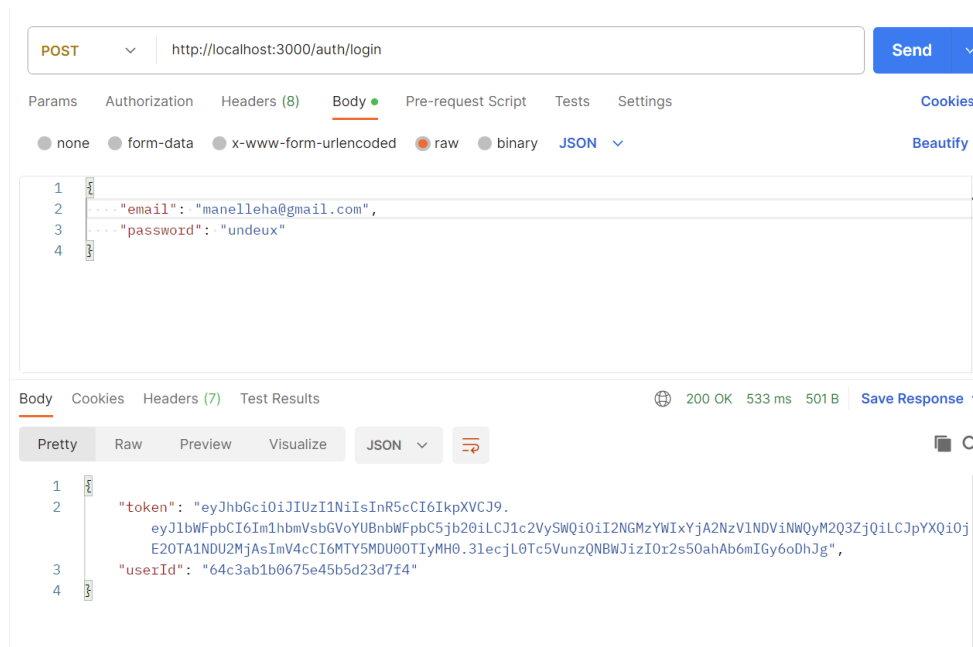 POST http://localhost:3000/auth/login Send
Params Authorization Headers (8) Body Pre-request Script Tests Settings Cookies
none form-data x-www-form-urlencoded raw binary JSON Beautify
1 {
2 "email": "manelleha@gmail.com",
3 "password": "undeux"
4 }
Body Cookies Headers (7) Test Results 200 OK 533 ms 501 B Save Response
Pretty Raw Preview Visualize JSON
1 {
2 "token": "eyJhbGciOiJIUzI1NiIsInR5cCI6IkpXVCJ9.
eyJlbWFpbCI6Im1hbmVsbGVoYUBnbWFpbC5jb20iLCJ1c2VySWQiOiI2NGMzYWIxYjA2NzVlNDViNWQyM2Q3ZjQiLCJpYXQiOj
E2OTA1NDU2MjAsImV4cCI6MTY5MDU0OTIyMH0.3lecjL0Tc5VunzQNBWJizIOr2s5OahAb6mIGy6oDhJg",
3 "userId": "64c3ab1b0675e45b5d23d7f4"
4 }